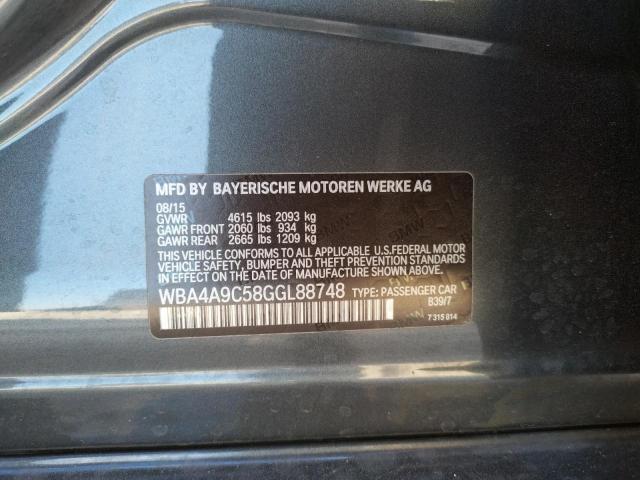 MFD BY BAYERISCHE MOTOREN WERKE AG
08/15
GVWR 4615 lbs 2093 kg
GAWR FRONT 2060 lbs 934 kg
GAWR REAR 2665 lbs 1209 kg
THIS VEHICLE CONFORMS TO ALL APPLICABLE U.S.FEDERAL MOTOR
VEHICLE SAFETY, BUMPER, AND THEFT PREVENTION STANDARDS
IN EFFECT ON THE DATE OF MANUFACTURE SHOWN ABOVE.
WBA4A9C58GGL88748 TYPE: PASSENGER CAR
B39/7
7 315 814